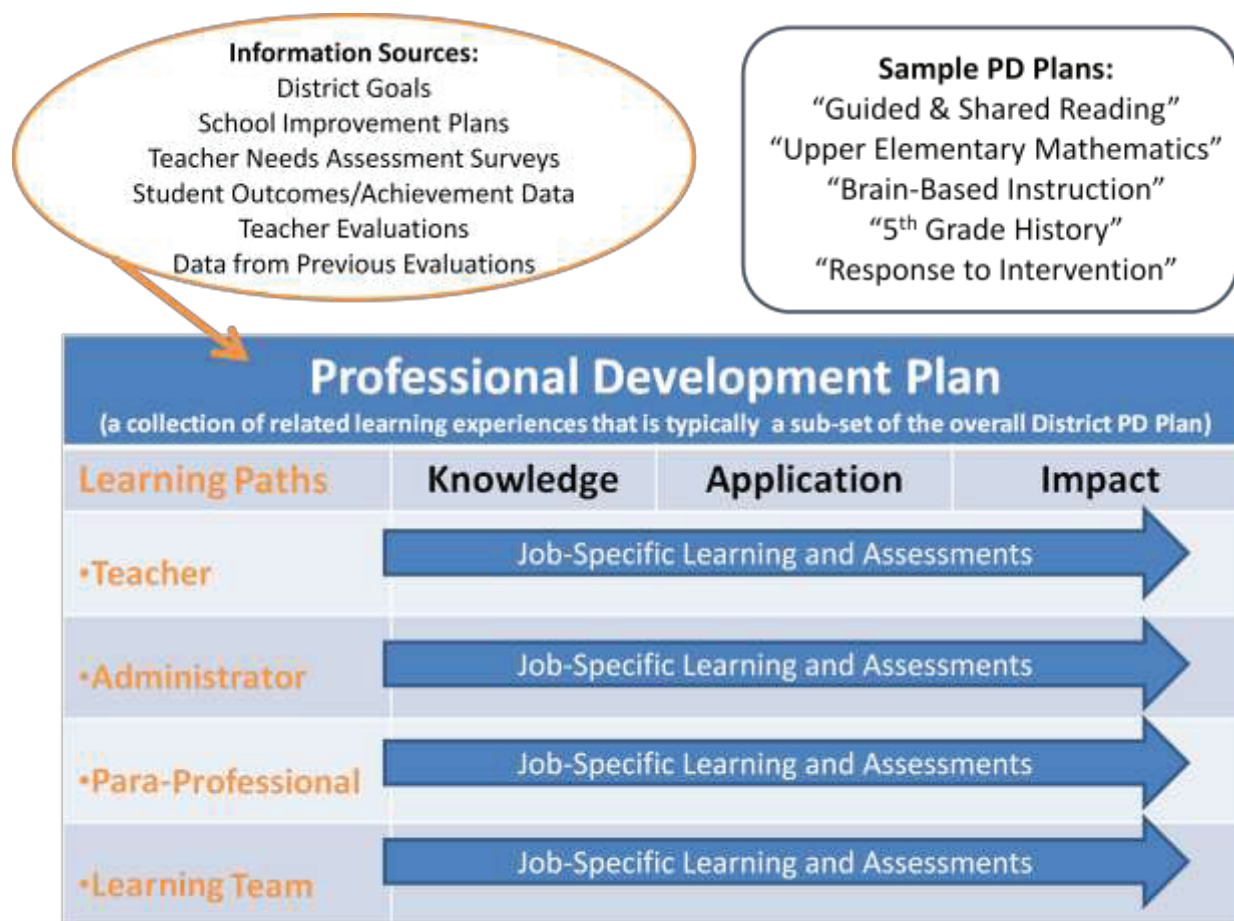 Information Sources:
District Goals
School Improvement Plans
Teacher Needs Assessment Surveys
Student Outcomes/Achievement Data
Teacher Evaluations
Data from Previous Evaluations
Sample PD Plans:
“Guided & Shared Reading”
“Upper Elementary Mathematics”
“Brain-Based Instruction”
“5th Grade History”
“Response to Intervention”
Professional Development Plan
(a collection of related learning experiences that is typically a sub-set of the overall District PD Plan)
Learning Paths Knowledge Application Impact
•Teacher Job-Specific Learning and Assessments
•Administrator Job-Specific Learning and Assessments
•Para-Professional Job-Specific Learning and Assessments
•Learning Team Job-Specific Learning and Assessments